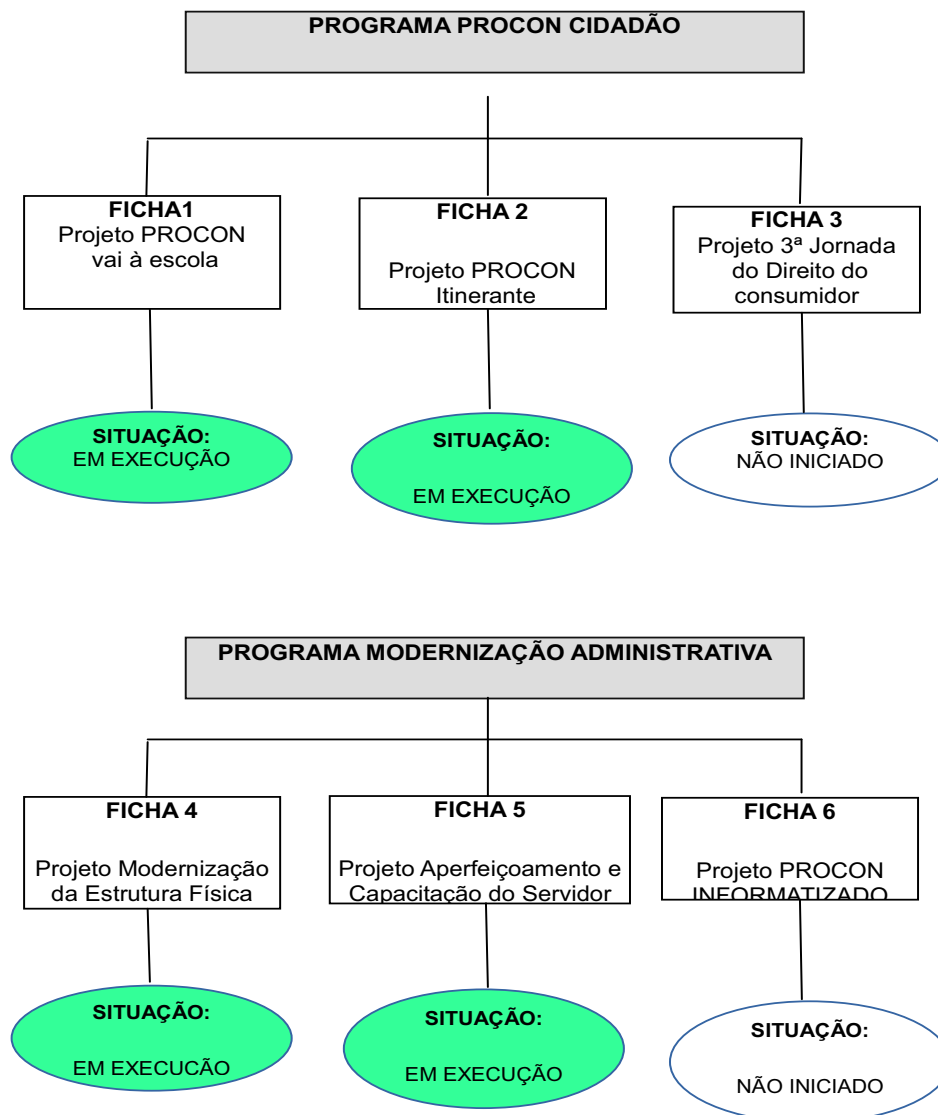 PROGRAMA PROCON CIDADÃO
FICHA1
Projeto PROCON
vai à escola
FICHA 2
Projeto PROCON
Itinerante
FICHA 3
Projeto 3ª Jornada
do Direito do
consumidor
SITUAÇÃO:
EM EXECUÇÃO
SITUAÇÃO:
EM EXECUÇÃO
SITUAÇÃO:
NÃO INICIADO
PROGRAMA MODERNIZAÇÃO ADMINISTRATIVA
FICHA 4
Projeto Modernização
da Estrutura Física
FICHA 5
Projeto Aperfeiçoamento e
Capacitação do Servidor
FICHA 6
Projeto PROCON
INFORMATIZADO
SITUAÇÃO:
EM EXECUCÃO
SITUAÇÃO:
EM EXECUÇÃO
SITUAÇÃO:
NÃO INICIADO